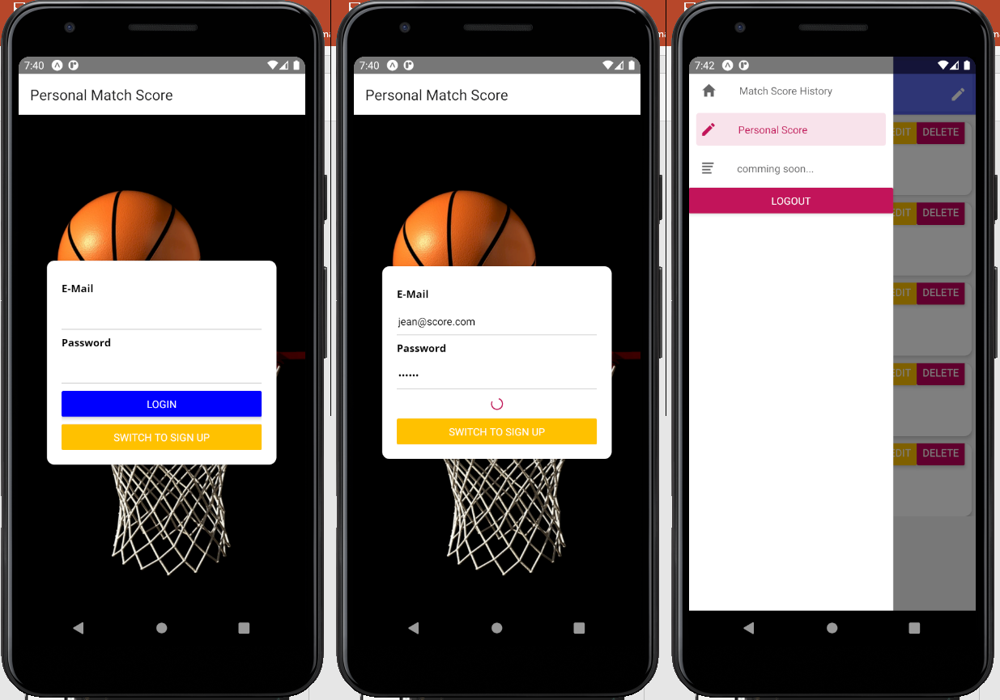 7:40
Personal Match Score
E-Mail
Password
LOGIN
SWITCH TO SIGN UP
7:40
Personal Match Score
E-Mail
jean@score.com
Password
••••••
SWITCH TO SIGN UP
7:42
Match Score History
Personal Score
comming soon...
LOGOUT
EDIT DELETE
EDIT DELETE
EDIT DELETE
EDIT DELETE
EDIT DELETE